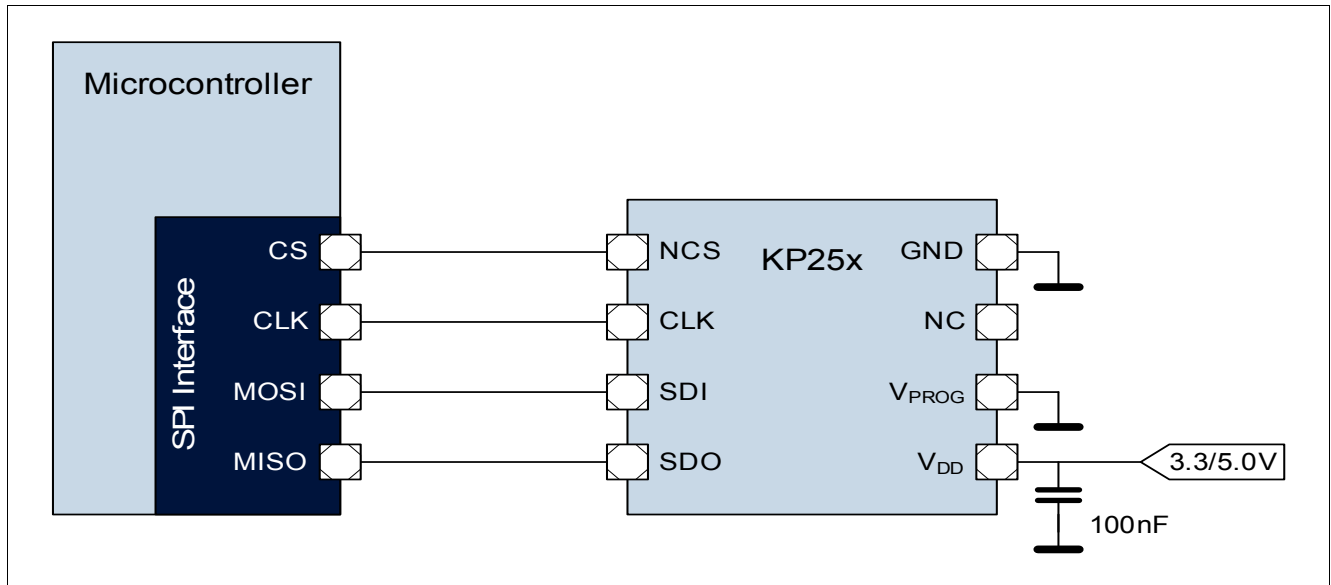 Microcontroller
SPI Interface
CS
CLK
MOSI
MISO
KP25x
NCS
CLK
SDI
SDO
GND
NC
VPROG
VDD
3.3/5.0V
100nF